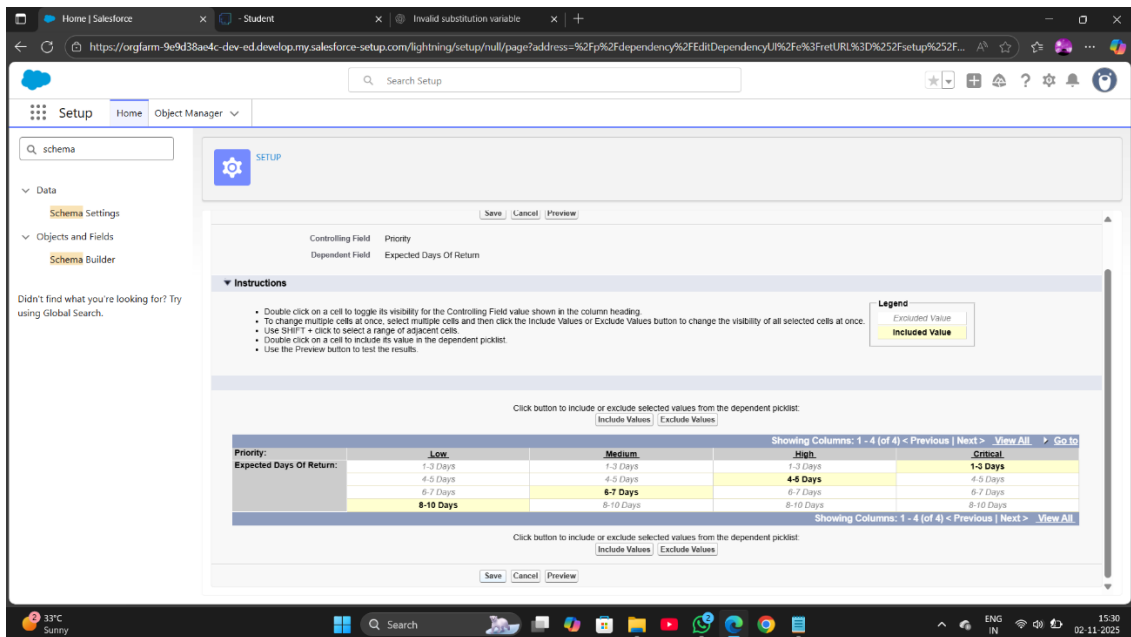 Home | Salesforce
- Student
Invalid substitution variable
https://orgfarm-9e9d38ae4c-dev-ed.develop.my.salesforce-setup.com/lightning/setup/null/page?address=%2Fp%2Fdependency%2FEditDependencyUI%2Fe%3FretURL%3D%252Fsetup%252F...
Search Setup
Setup
Home
Object Manager
schema
SETUP
Data
Schema Settings
Objects and Fields
Schema Builder
Didn't find what you're looking for? Try
using Global Search.
Save Cancel Preview
Controlling Field Priority
Dependent Field Expected Days Of Return
Instructions
• Double click on a cell to toggle its visibility for the Controlling Field value shown in the column heading.
• To change multiple cells at once, select multiple cells and then click the Include Values or Exclude Values button to change the visibility of all selected cells at once.
• Use SHIFT + click to select a range of adjacent cells.
• Double click on a cell to include its value in the dependent picklist.
• Use the Preview button to test the results.
Legend
Excluded Value
Included Value
Click button to include or exclude selected values from the dependent picklist:
Include Values Exclude Values
Showing Columns: 1 - 4 (of 4) < Previous | Next > View All Go to
Priority: Low Medium High Critical
Expected Days Of Return: 1-3 Days 1-3 Days 1-3 Days 1-3 Days
4-5 Days 4-5 Days 4-5 Days 4-5 Days
6-7 Days 6-7 Days 6-7 Days 6-7 Days
8-10 Days 8-10 Days 8-10 Days 8-10 Days
Showing Columns: 1 - 4 (of 4) < Previous | Next > View All
Click button to include or exclude selected values from the dependent picklist:
Include Values Exclude Values
Save Cancel Preview
2
33°C
Sunny
Search
2
ENG
IN
15:30
02-11-2025